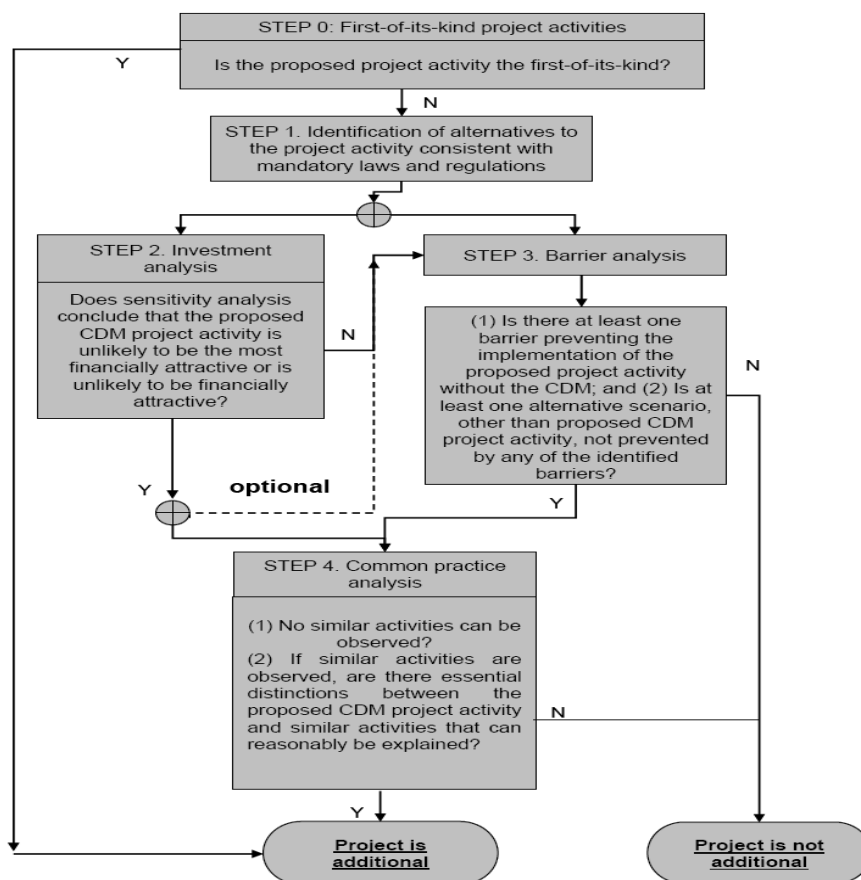 STEP 0: First-of-its-kind project activities
Y
Is the proposed project activity the first-of-its-kind?
N
STEP 1. Identification of alternatives to
the project activity consistent with
mandatory laws and regulations
STEP 2. Investment
analysis
Does sensitivity analysis
conclude that the proposed
CDM project activity is
unlikely to be the most
financially attractive or is
unlikely to be financially
attractive?
N
Y
optional
STEP 3. Barrier analysis
(1) Is there at least one
barrier preventing the
implementation of the
proposed project activity
without the CDM; and (2) Is at
least one alternative scenario,
other than proposed CDM
project activity, not prevented
by any of the identified
barriers?
N
Y
STEP 4. Common practice
analysis
(1) No similar activities can be
observed?
(2) If similar activities are
observed, are there essential
distinctions between the
proposed CDM project activity
and similar activities that can
reasonably be explained?
N
Y
Project is
additional
Project is not
additional